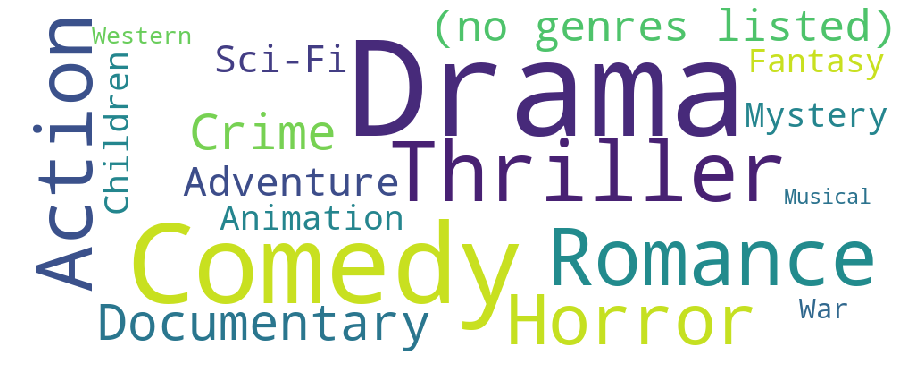 (no genres listed)
Western
Sci-Fi
Drama
Fantasy
Action
Children
Crime
Mystery
Thriller
Adventure
Musical
Animation
Comedy
Romance
Documentary
Horror
War